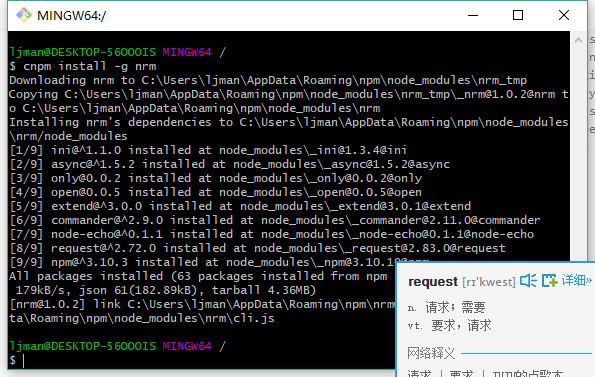 MINGW64:/
ljman@DESKTOP-56OOOIS MINGW64 /
$ cnpm install -g nrm
Downloading nrm to C:\Users\ljman\AppData\Roaming\npm\node_modules\nrm_tmp
Copying C:\Users\ljman\AppData\Roaming\npm\node_modules\nrm_tmp\_nrm@1.0.2@nrm t
o C:\Users\ljman\AppData\Roaming\npm\node_modules\nrm
Installing nrm's dependencies to C:\Users\ljman\AppData\Roaming\npm\node_modules
\nrm/node_modules
[1/9] ini@^1.1.0 installed at node_modules\_ini@1.3.4@ini
[2/9] async@^1.5.2 installed at node_modules\_async@1.5.2@async
[3/9] only@0.0.2 installed at node_modules\_only@0.0.2@only
[4/9] open@0.0.5 installed at node_modules\_open@0.0.5@open
[5/9] extend@^3.0.0 installed at node_modules\_extend@3.0.1@extend
[6/9] commander@^2.9.0 installed at node_modules\_commander@2.11.0@commander
[7/9] node-echo@^0.1.1 installed at node_modules\_node-echo@0.1.1@node-echo
[8/9] request@^2.72.0 installed at node_modules\_request@2.83.0@request
[9/9] npm@^3.10.3 installed at node_modules\_npm@3.10.10@npm
All packages installed (63 packages installed from npm
179kB/s, json 61(182.89kB), tarball 4.36MB)
[nrm@1.0.2] link C:\Users\ljman\AppData\Roaming\npm\nrm@
ta\Roaming\npm\node_modules\nrm\cli.js
ljman@DESKTOP-56OOOIS MINGW64 /
$
request [rɪ'kwest] 详细»
n. 请求；需要
vt. 要求，请求
网络释义
请求 | 要求 | 叮叮的点歌本